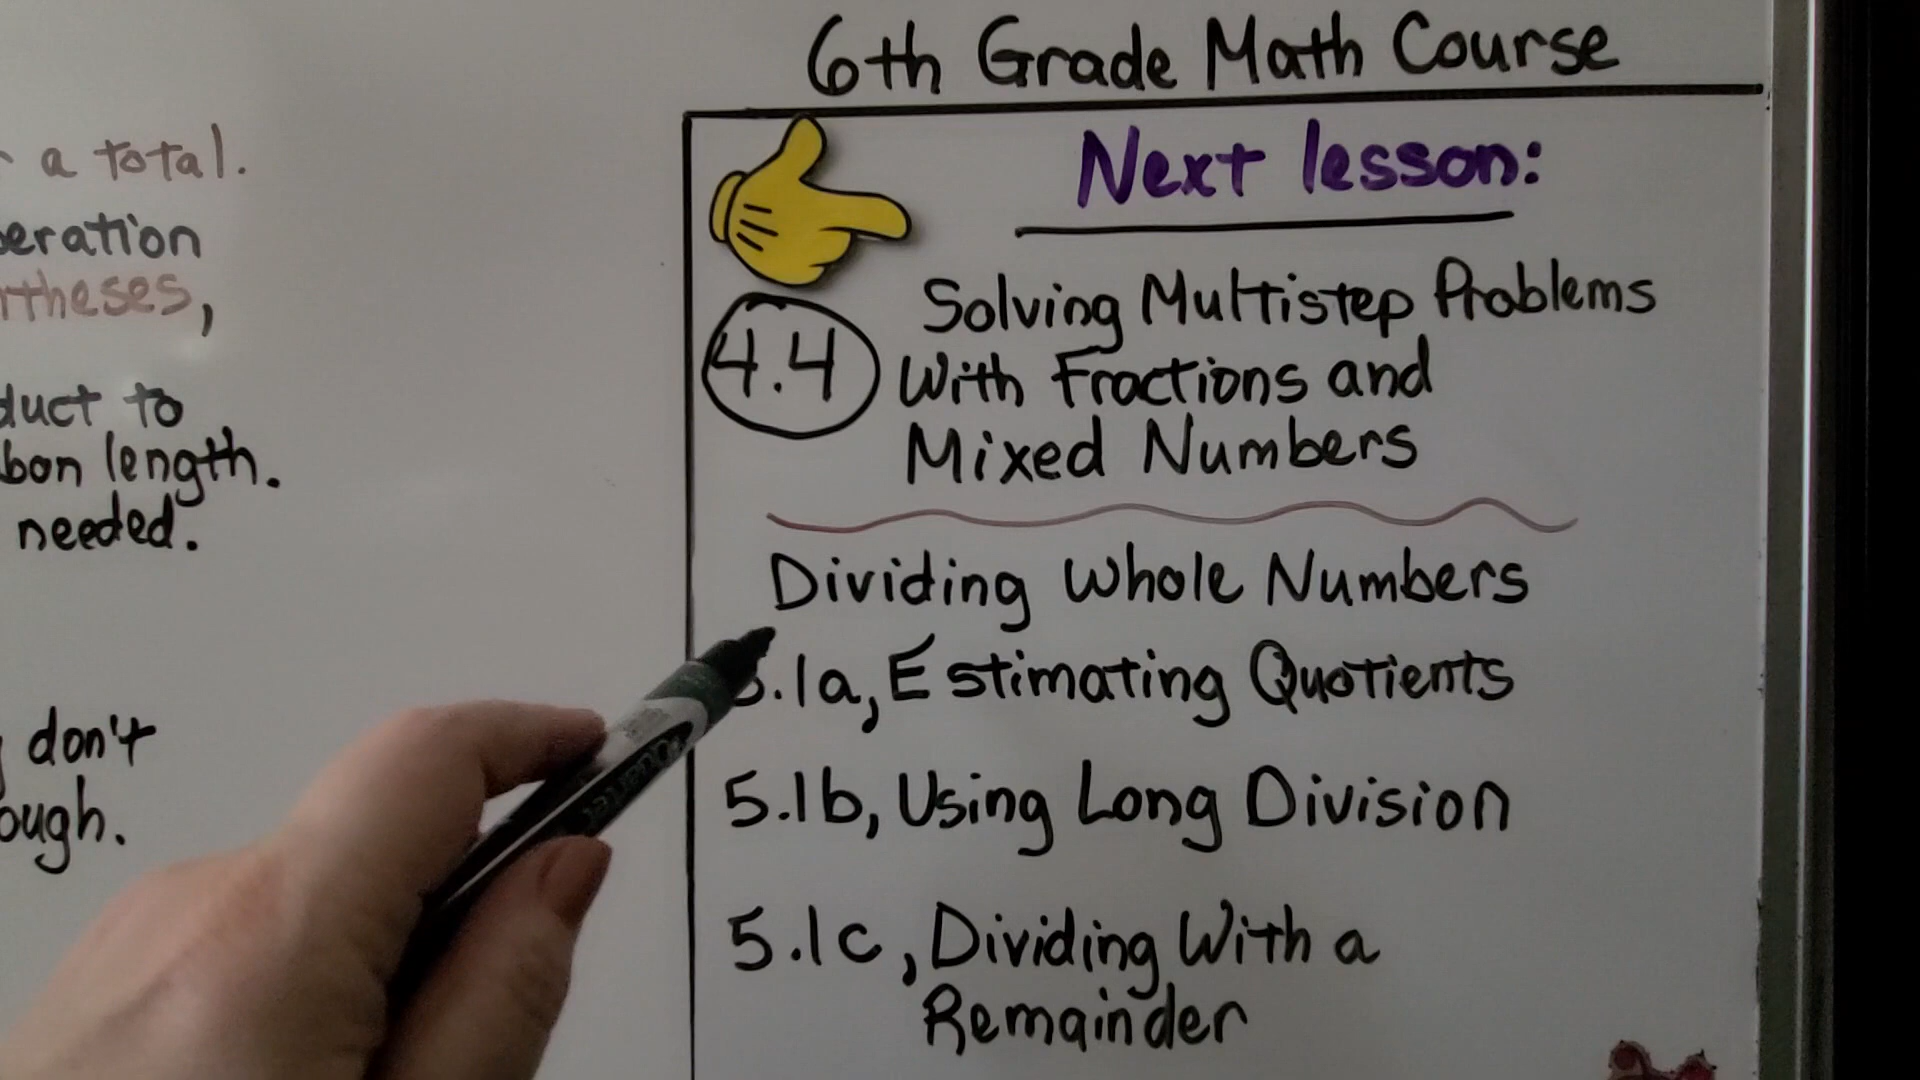 6th Grade Math Course
a total.
eration
theses,
duct to
bon length.
needed.
don't
ough.
Next lesson:
4.4
Solving Multistep Problems
With Fractions and
Mixed Numbers
Dividing Whole Numbers
.1a, Estimating Quotients
5.1b, Using Long Division
5.1c, Dividing With a
Remainder
Quartet